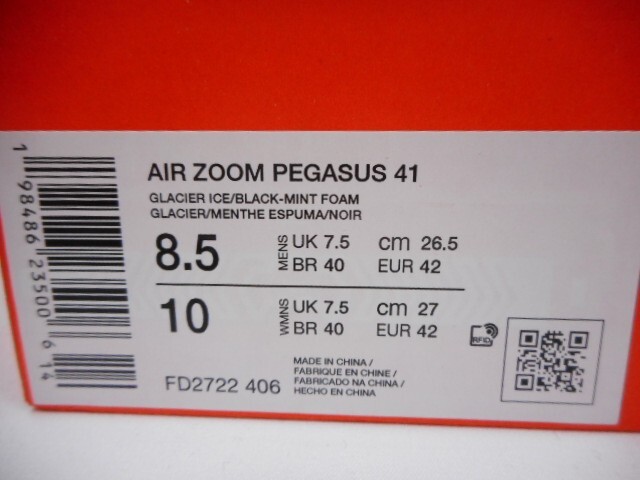 AIR ZOOM PEGASUS 41
GLACIER ICE/BLACK-MINT FOAM
GLACIER/MENTHE ESPUMA/NOIR
8.5 MENS UK 7.5 cm 26.5
BR 40 EUR 42
10 WMNS UK 7.5 cm 27
BR 40 EUR 42
RFID
FD2722 406
MADE IN CHINA /
FABRIQUE EN CHINE /
FABRICADO NA CHINA /
HECHO EN CHINA
1 98486 23500 6 14